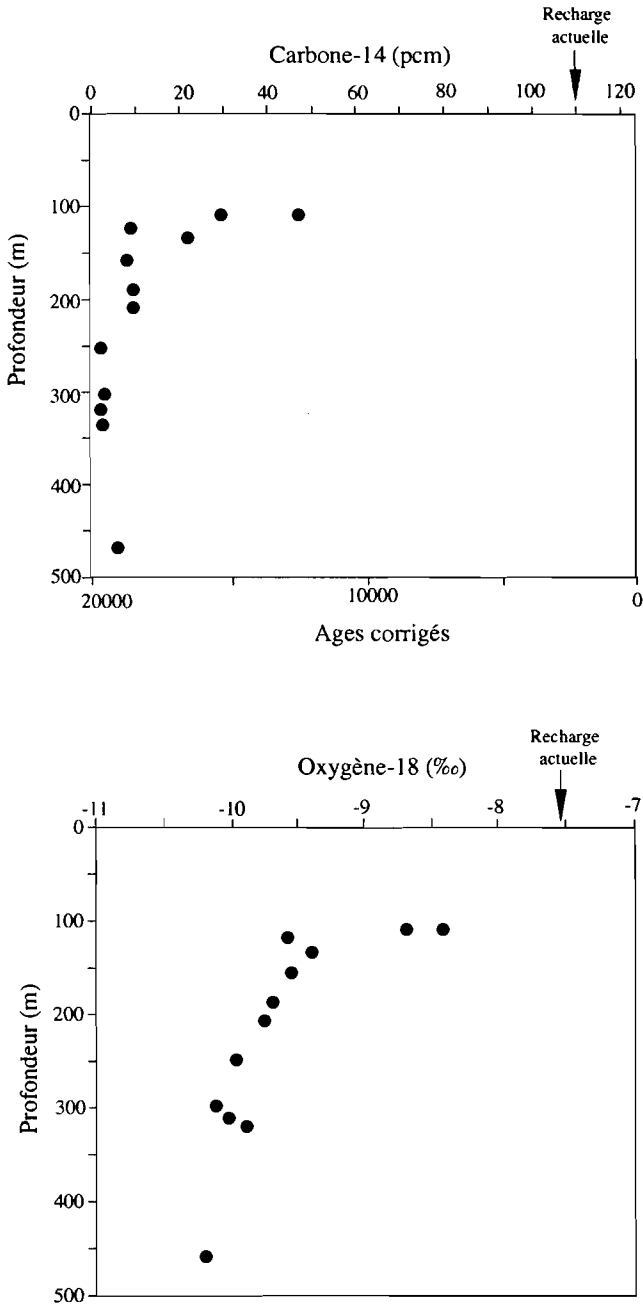 Recharge
actuelle
Carbone-14 (pcm)
0 20 40 60 80 100 120
Profondeur (m)
0
100
200
300
400
500
20000 10000 0
Ages corrigés
Recharge
actuelle
Oxygène-18 (‰)
-11 -10 -9 -8 -7
Profondeur (m)
0
100
200
300
400
500